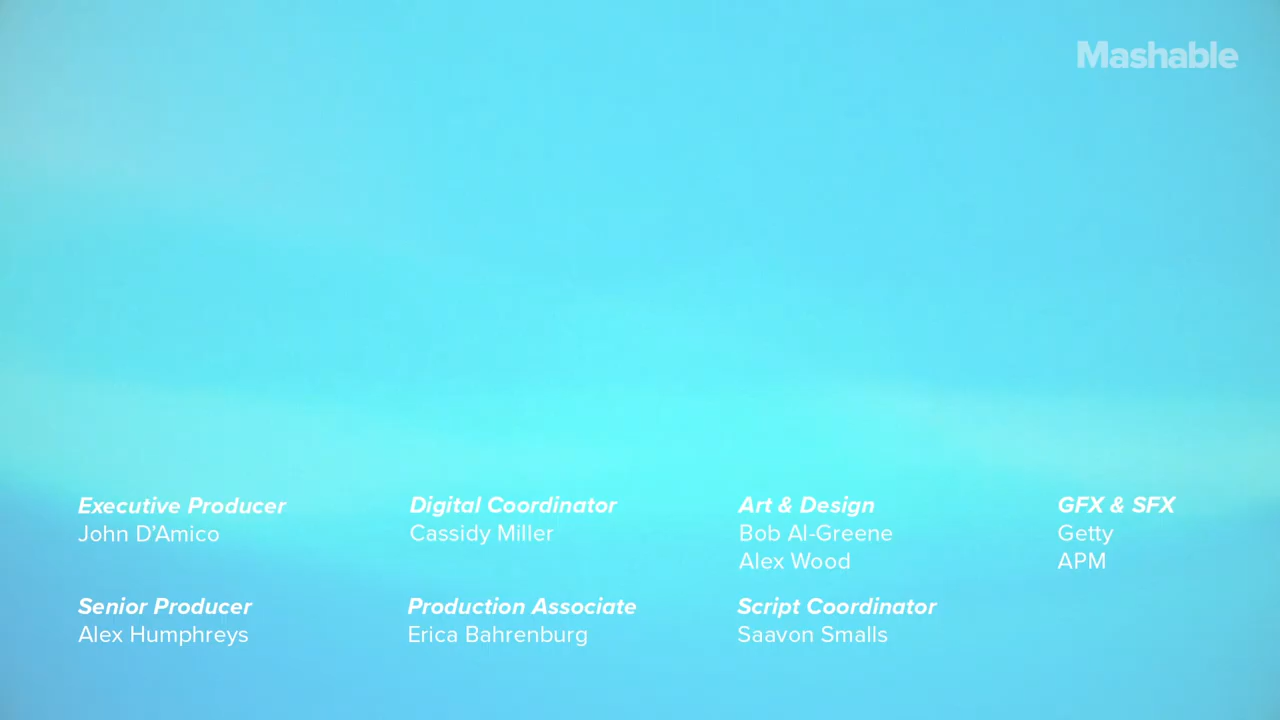 Mashable
Executive Producer
John D’Amico
Digital Coordinator
Cassidy Miller
Art & Design
Bob Al-Greene
Alex Wood
GFX & SFX
Getty
APM
Senior Producer
Alex Humphreys
Production Associate
Erica Bahrenburg
Script Coordinator
Saavon Smalls